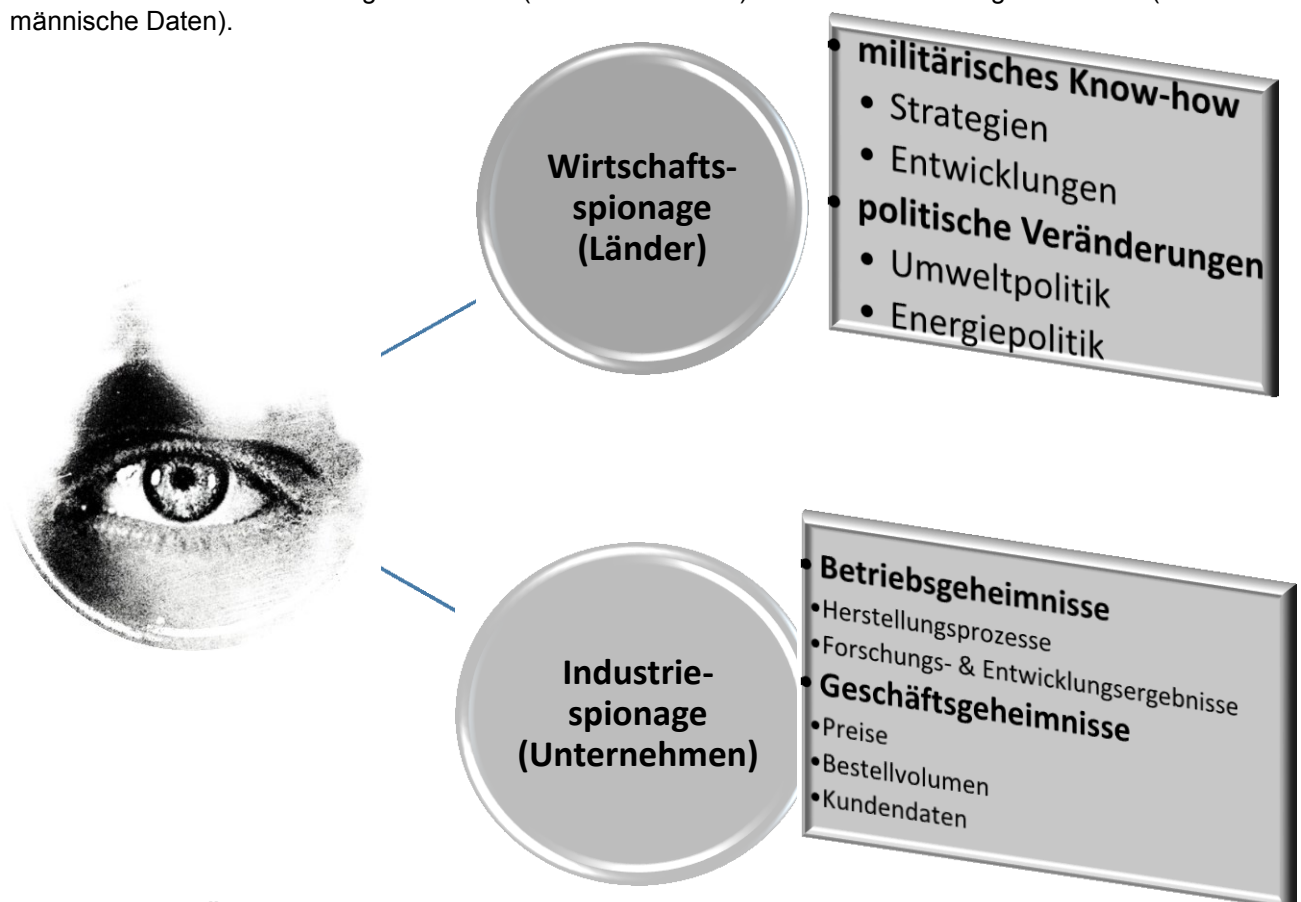 männische Daten).
Wirtschafts-
spionage
(Länder)
• militärisches Know-how
• Strategien
• Entwicklungen
• politische Veränderungen
• Umweltpolitik
• Energiepolitik
Industrie-
spionage
(Unternehmen)
• Betriebsgeheimnisse
•Herstellungsprozesse
•Forschungs- & Entwicklungsergebnisse
• Geschäftsgeheimnisse
•Preise
•Bestellvolumen
•Kundendaten